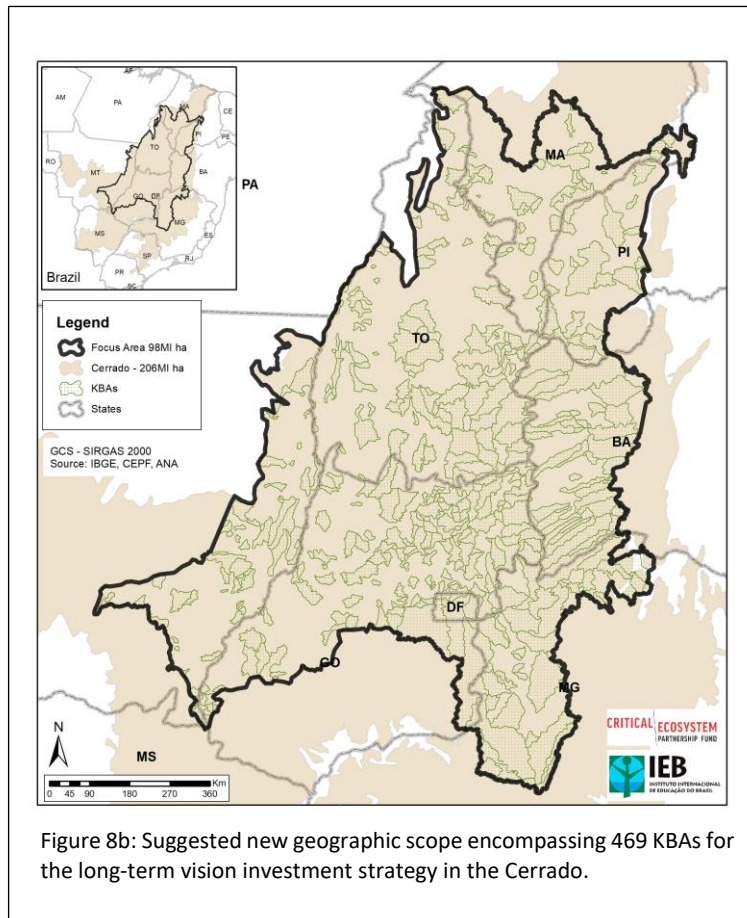 AP
AM
PA
MA
CE
TO
PI
PE
RO
MT
BA
GO
DF
MG
MS
ES
SP
RJ
PR
SC
Brazil
PA
Legend
Focus Area 98MI ha
Cerrado - 206MI ha
KBAs
States
GCS - SIRGAS 2000
Source: IBGE, CEPF, ANA
MA
PI
TO
BA
DF
GO
MG
MS
N
Km
0 45 90 180 270 360
CRITICAL ECOSYSTEM
PARTNERSHIP FUND
IEB
INSTITUTO INTERNACIONAL
DE EDUCAÇÃO DO BRASIL
Figure 8b: Suggested new geographic scope encompassing 469 KBAs for
the long-term vision investment strategy in the Cerrado.